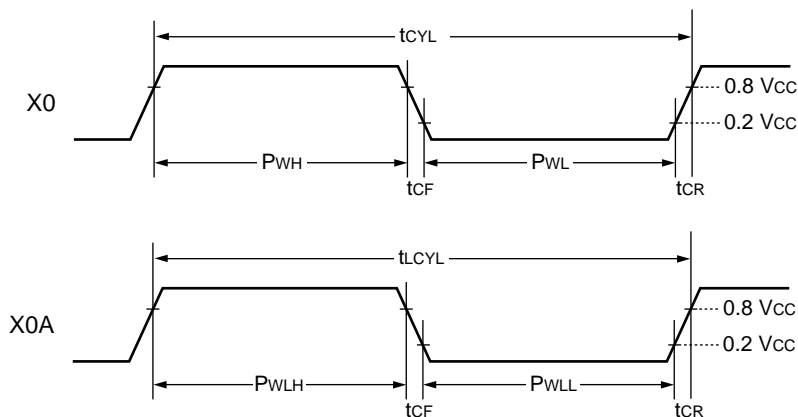 tCYL
X0
0.8 VCC
0.2 VCC
PWH
PWL
tCF
tCR
tLCYL
X0A
0.8 VCC
0.2 VCC
PWLH
PWLL
tCF
tCR